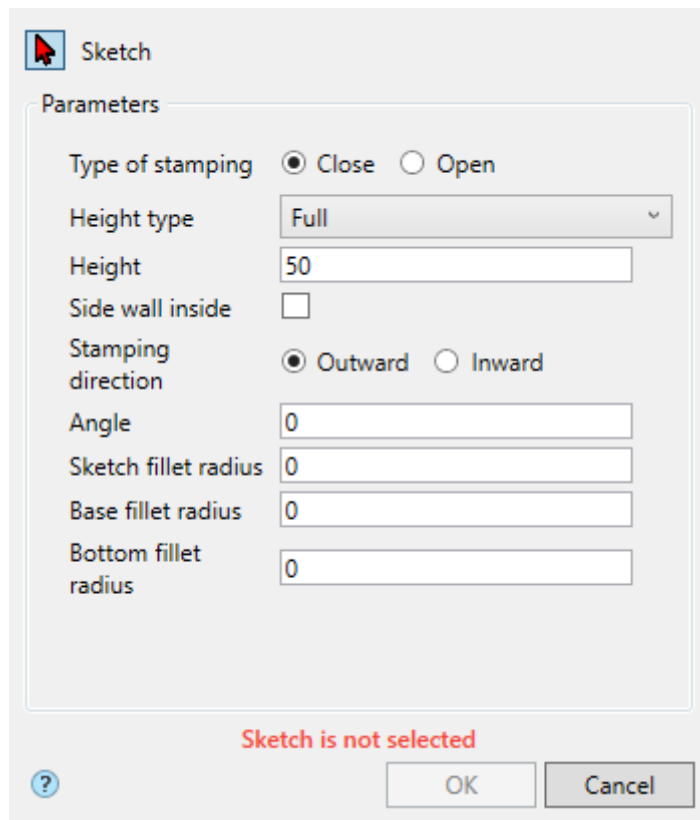 Sketch
Parameters
Type of stamping Close Open
Height type Full
Height 50
Side wall inside
Stamping
direction Outward Inward
Angle 0
Sketch fillet radius 0
Base fillet radius 0
Bottom fillet
radius 0
Sketch is not selected
? OK Cancel